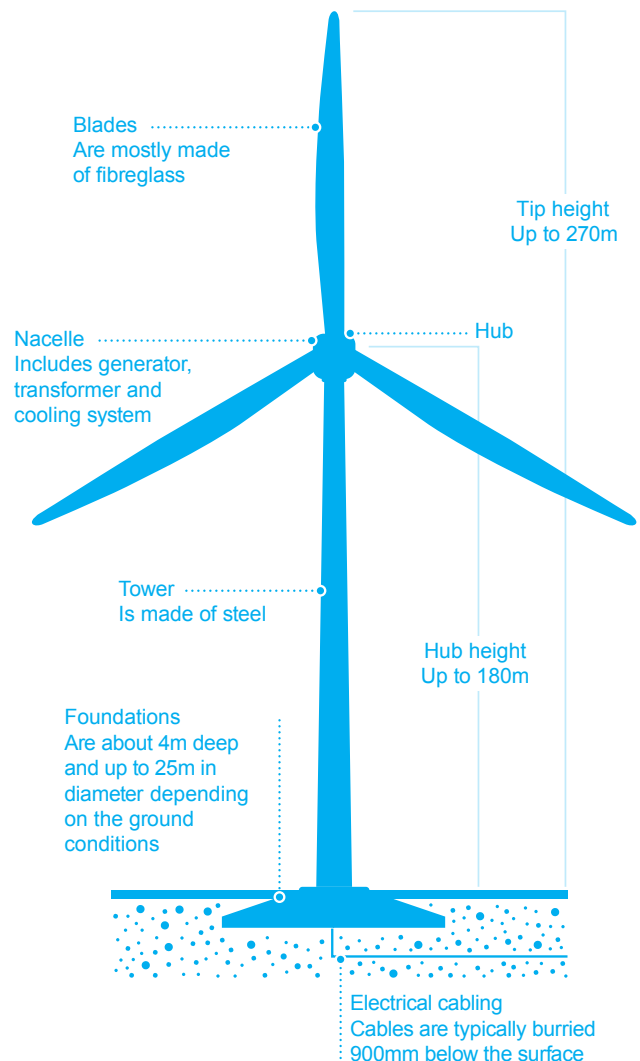 Blades
Are mostly made
of fibreglass
Tip height
Up to 270m
Nacelle
Includes generator,
transformer and
cooling system
Hub
Tower
Is made of steel
Hub height
Up to 180m
Foundations
Are about 4m deep
and up to 25m in
diameter depending
on the ground
conditions
Electrical cabling
Cables are typically burried
900mm below the surface